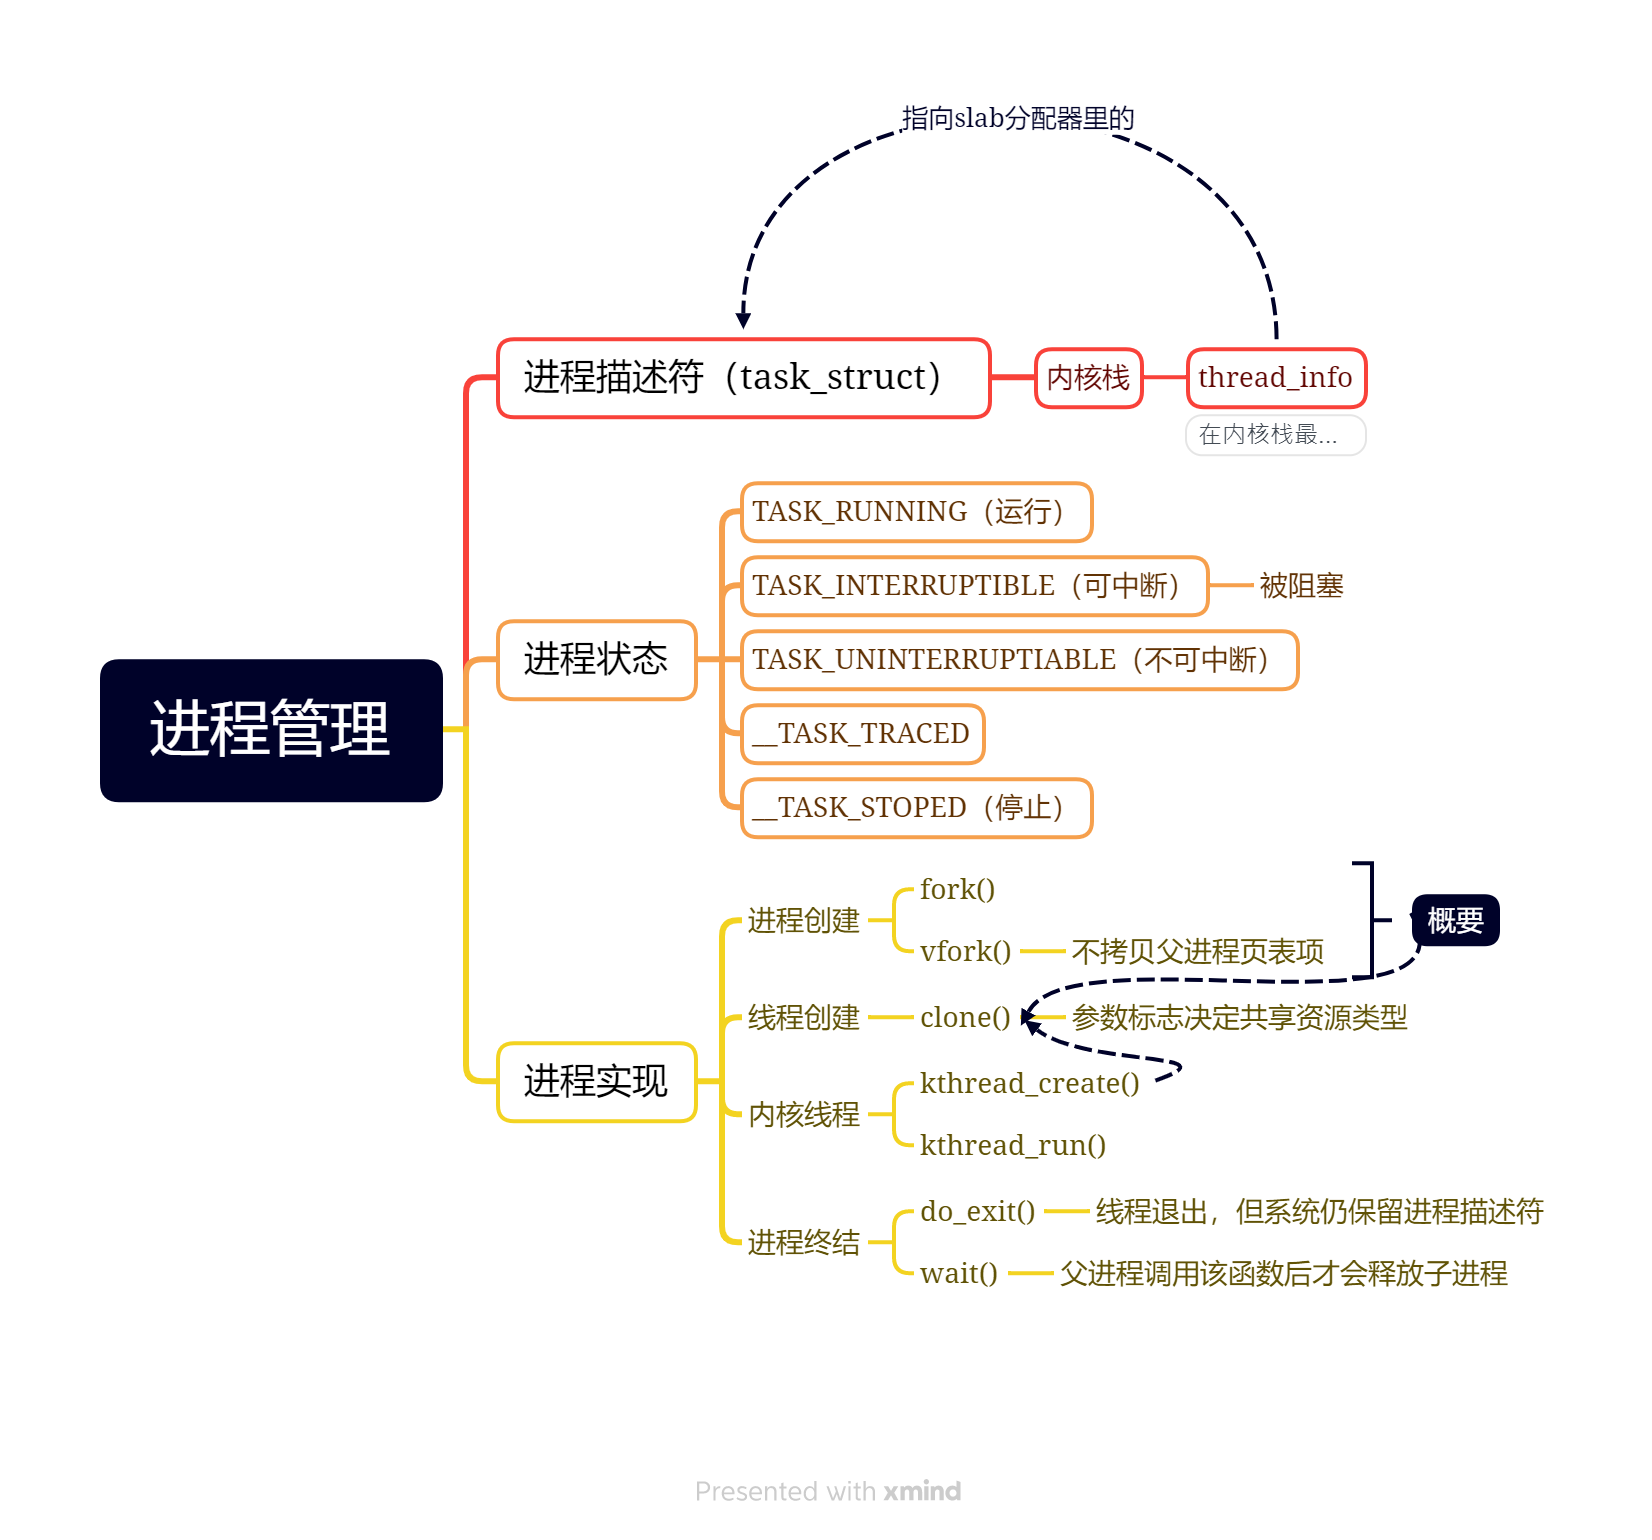 指向slab分配器里的
进程描述符（task_struct）
内核栈
thread_info
在内核栈最...
TASK_RUNNING（运行）
TASK_INTERRUPTIBLE（可中断）
被阻塞
进程状态
TASK_UNINTERRUPTIABLE（不可中断）
进程管理
__TASK_TRACED
__TASK_STOPED（停止）
进程创建
fork()
vfork()
不拷贝父进程页表项
概要
线程创建
clone()
参数标志决定共享资源类型
进程实现
内核线程
kthread_create()
kthread_run()
进程终结
do_exit()
线程退出，但系统仍保留进程描述符
wait()
父进程调用该函数后才会释放子进程
Presented with xmind